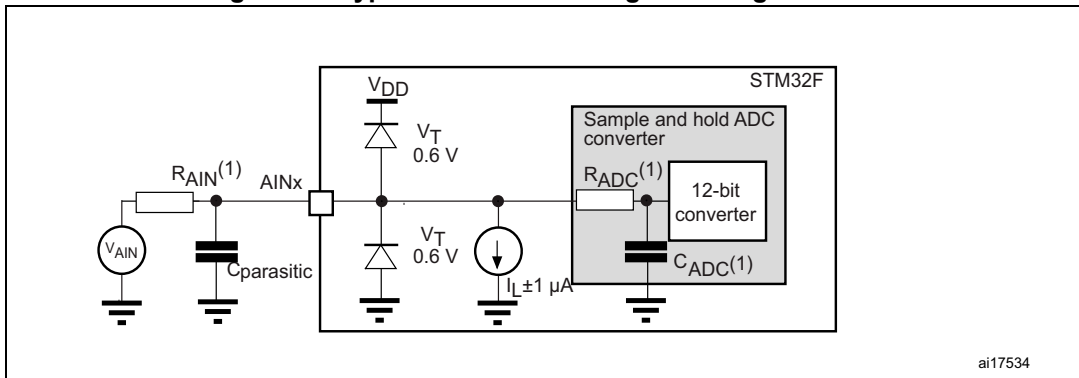 STM32F
VDD
VT
0.6 V
Sample and hold ADC
converter
RAIN(1)
AINx
RADC(1)
12-bit
converter
VAIN
Cparasitic
VT
0.6 V
IL±1 µA
CADC(1)
ai17534